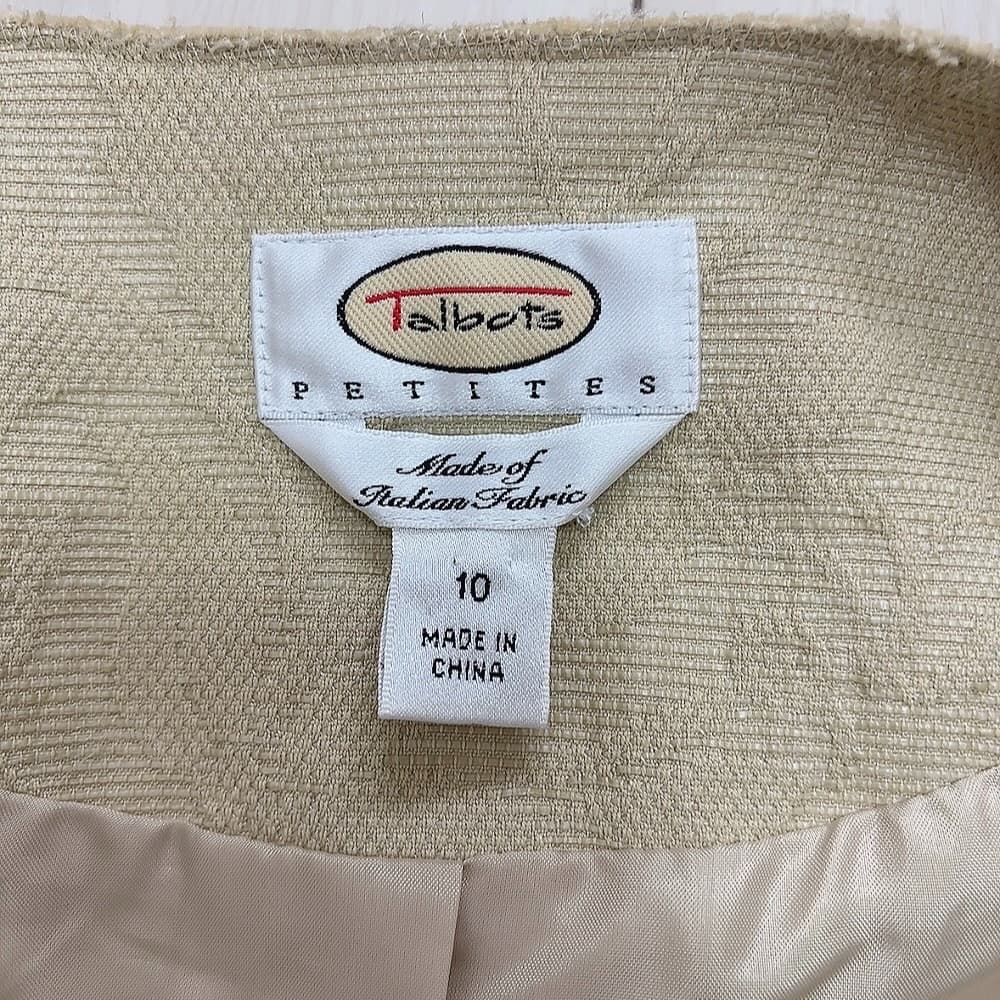 Talbots
PETITES
Made of
Italian Fabric
10
MADE IN
CHINA